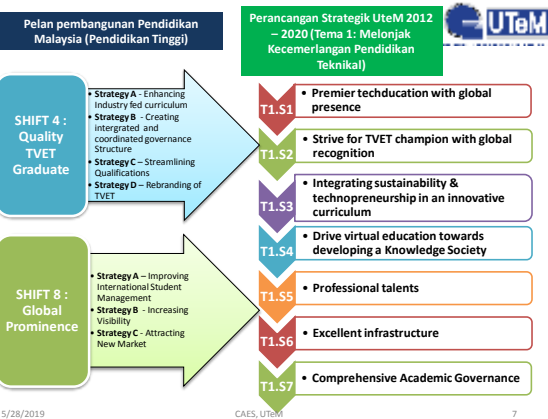 Pelan pembangunan Pendidikan
Malaysia (Pendidikan Tinggi)
Perancangan Strategik UteM 2012
– 2020 (Tema 1: Melonjak
Kecemerlangan Pendidikan
Teknikal)
UTeM
SHIFT 4 :
Quality
TVET
Graduate
• Strategy A - Enhancing
Industry fed curriculum
• Strategy B - Creating
intergrated and
coordinated governance
Structure
• Strategy C – Streamlining
Qualifications
• Strategy D – Rebranding of
TVET
SHIFT 8 :
Global
Prominence
• Strategy A – Improving
International Student
Management
• Strategy B - Increasing
Visibility
• Strategy C - Attracting
New Market
T1.S1
• Premier techducation with global
presence
T1.S2
• Strive for TVET champion with global
recognition
T1.S3
• Integrating sustainability &
technopreneurship in an innovative
curriculum
T1.S4
• Drive virtual education towards
developing a Knowledge Society
T1.S5
• Professional talents
T1.S6
• Excellent infrastructure
T1.S7
• Comprehensive Academic Governance
5/28/2019
CAES, UTeM
7